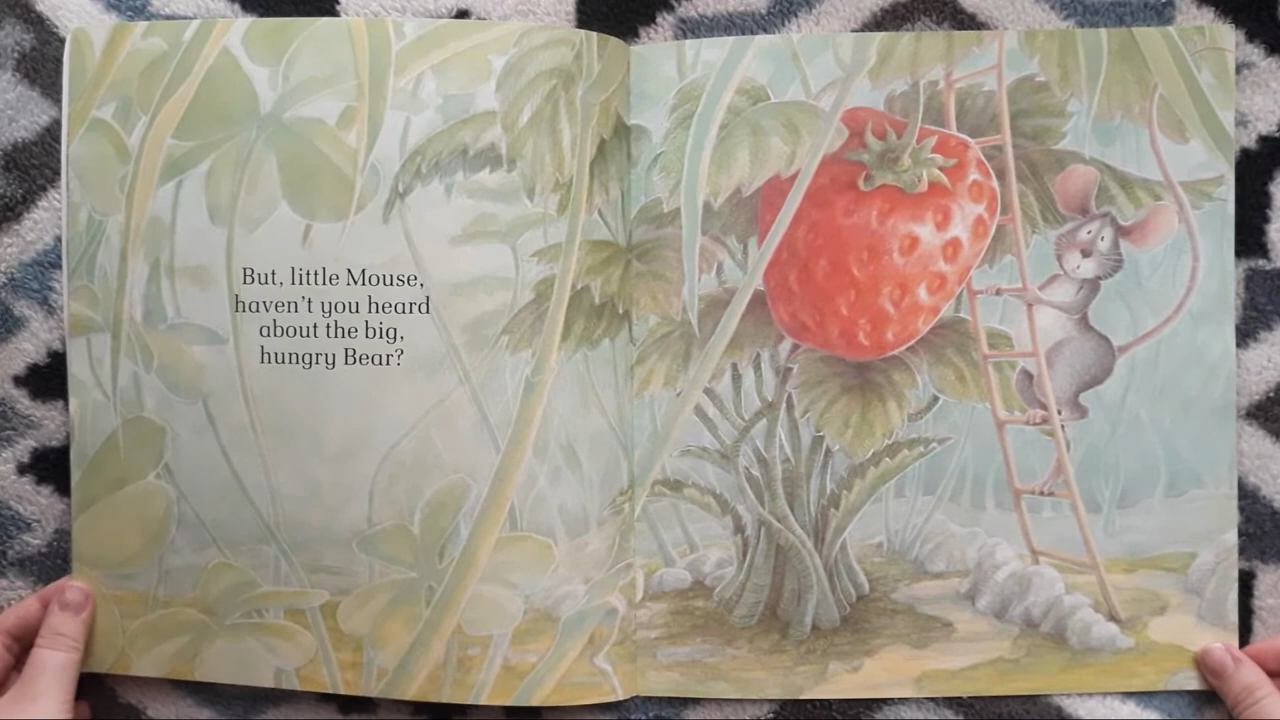 But, little Mouse,
haven't you heard
about the big,
hungry Bear?